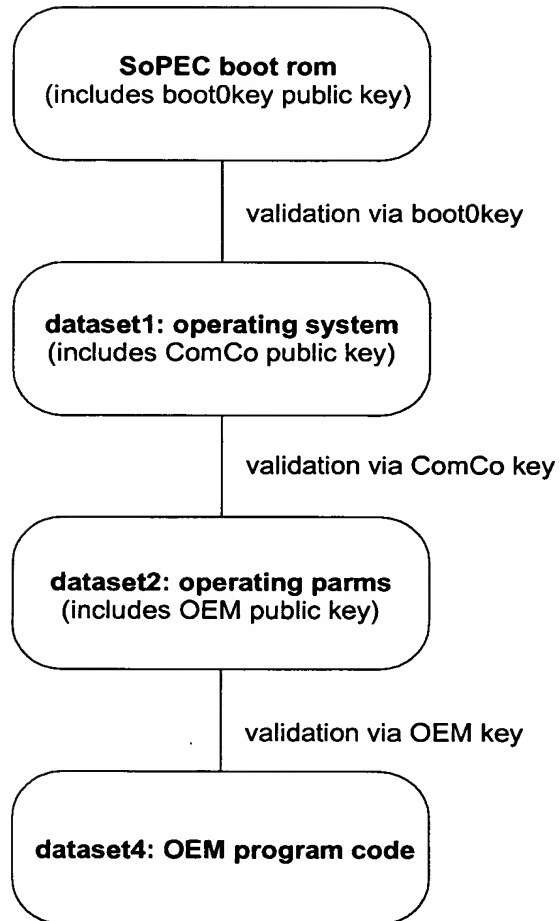 SoPEC boot rom
(includes boot0key public key)
validation via boot0key
dataset1: operating system
(includes ComCo public key)
validation via ComCo key
dataset2: operating parms
(includes OEM public key)
validation via OEM key
dataset4: OEM program code